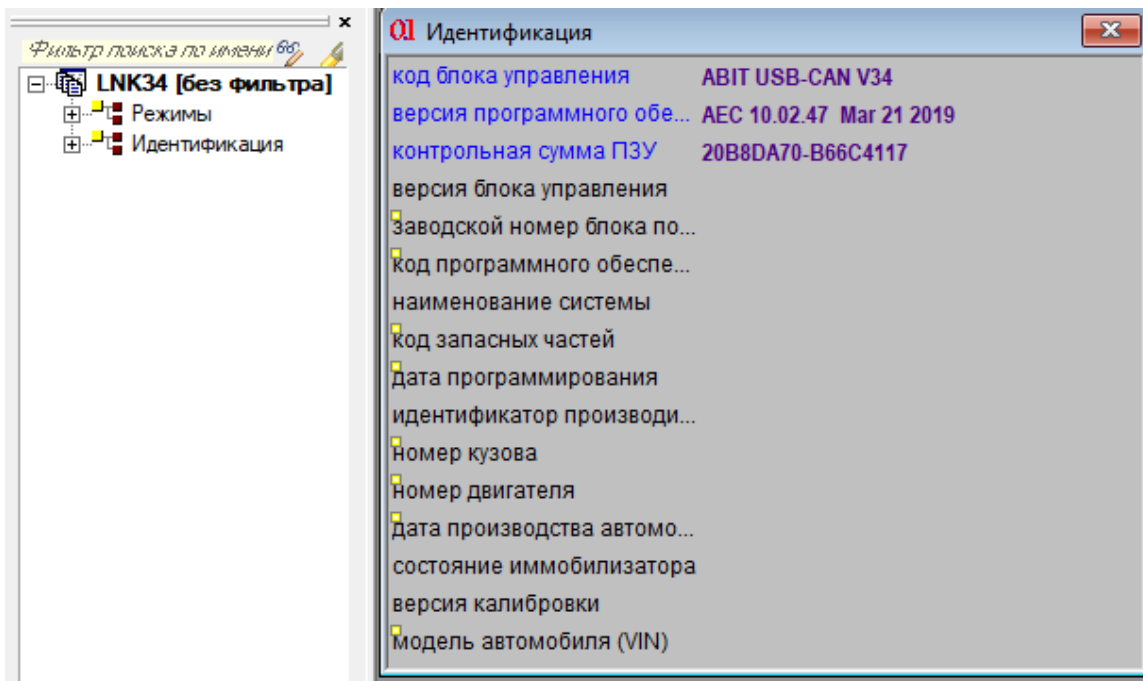 Фильтр поиска по имени
LNK34 [без фильтра]
Режимы
Идентификация
01 Идентификация
код блока управления ABIT USB-CAN V34
версия программного обе... AEC 10.02.47 Mar 21 2019
контрольная сумма ПЗУ 20B8DA70-B66C4117
версия блока управления
заводской номер блока по...
код программного обеспе...
наименование системы
код запасных частей
дата программирования
идентификатор производи...
номер кузова
номер двигателя
дата производства автомо...
состояние иммобилизатора
версия калибровки
модель автомобиля (VIN)